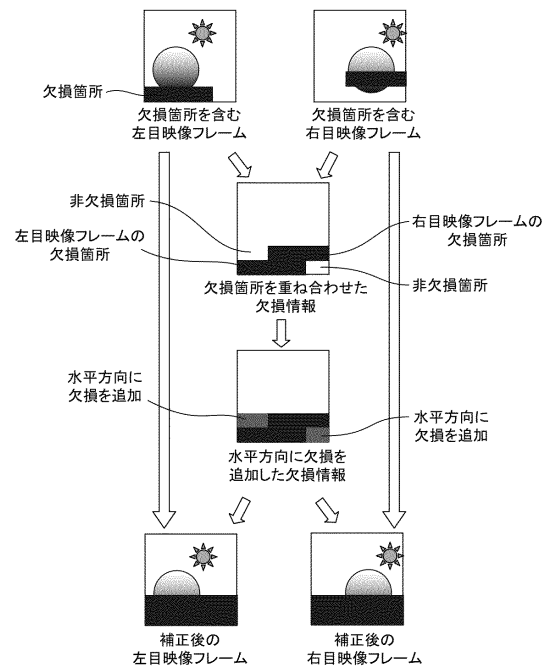 欠損箇所
欠損箇所を含む
左目映像フレーム
欠損箇所を含む
右目映像フレーム
非欠損箇所
左目映像フレームの
欠損箇所
右目映像フレームの
欠損箇所
非欠損箇所
欠損箇所を重ね合わせた
欠損情報
水平方向に
欠損を追加
水平方向に
欠損を追加
水平方向に欠損を
追加した欠損情報
補正後の
左目映像フレーム
補正後の
右目映像フレーム